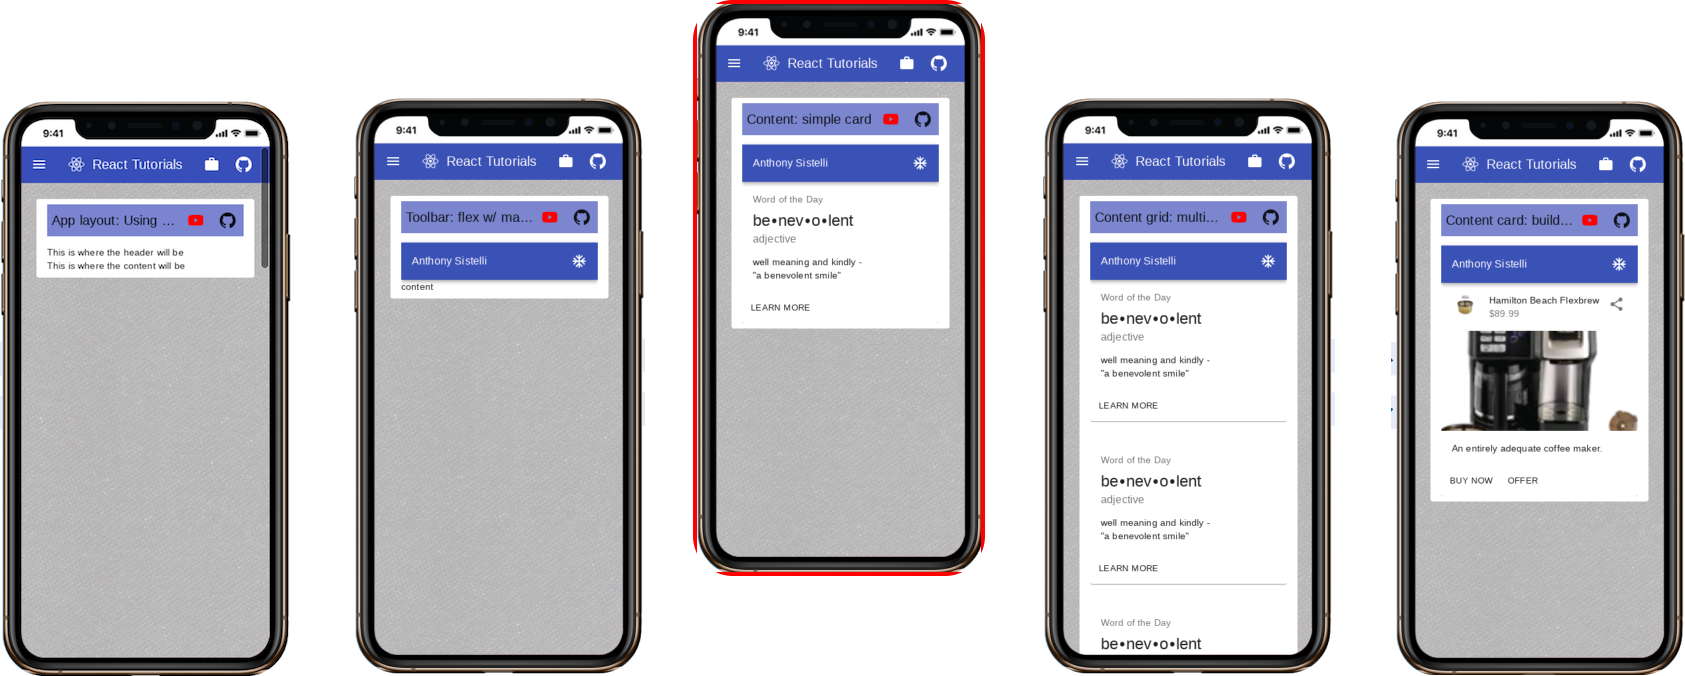 9:41
React Tutorials
App layout: Using ...
This is where the header will be
This is where the content will be
9:41
React Tutorials
Toolbar: flex w/ ma...
Anthony Sistelli
content
9:41
React Tutorials
Content: simple card
Anthony Sistelli
Word of the Day
be•nev•o•lent
adjective
well meaning and kindly -
"a benevolent smile"
LEARN MORE
9:41
React Tutorials
Content grid: multi...
Anthony Sistelli
Word of the Day
be•nev•o•lent
adjective
well meaning and kindly -
"a benevolent smile"
LEARN MORE
Word of the Day
be•nev•o•lent
adjective
well meaning and kindly -
"a benevolent smile"
LEARN MORE
Word of the Day
be•nev•o•lent
9:41
React Tutorials
Content card: build...
Anthony Sistelli
Hamilton Beach Flexbrew
$89.99
An entirely adequate coffee maker.
BUY NOW OFFER